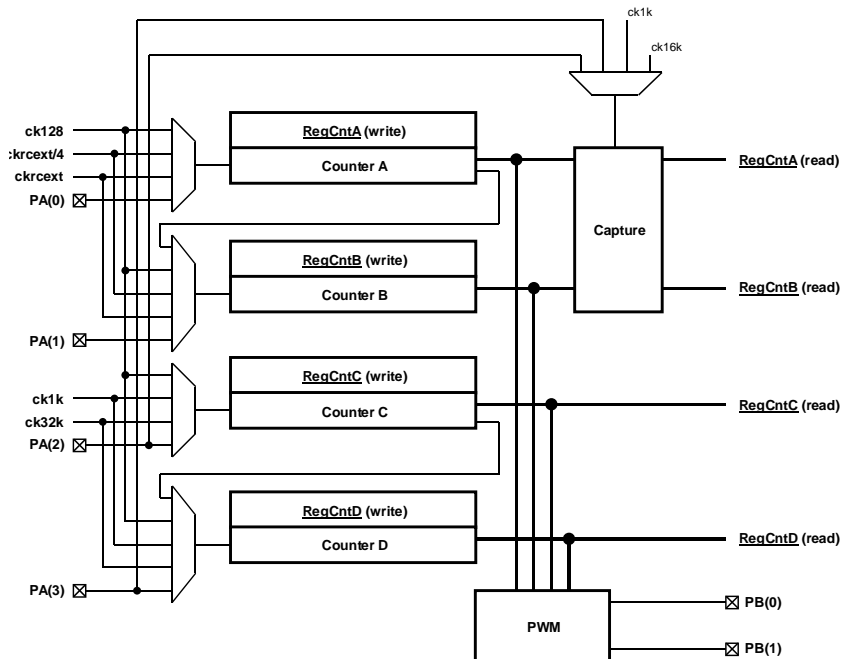 ck1k
ck16k
ck128
ckrcext/4
ckrcext
PA(0)
RegCntA (write)
Counter A
RegCntA (read)
Capture
RegCntB (write)
Counter B
RegCntB (read)
PA(1)
RegCntC (write)
Counter C
RegCntC (read)
ck1k
ck32k
PA(2)
RegCntD (write)
Counter D
RegCntD (read)
PA(3)
PWM
PB(0)
PB(1)